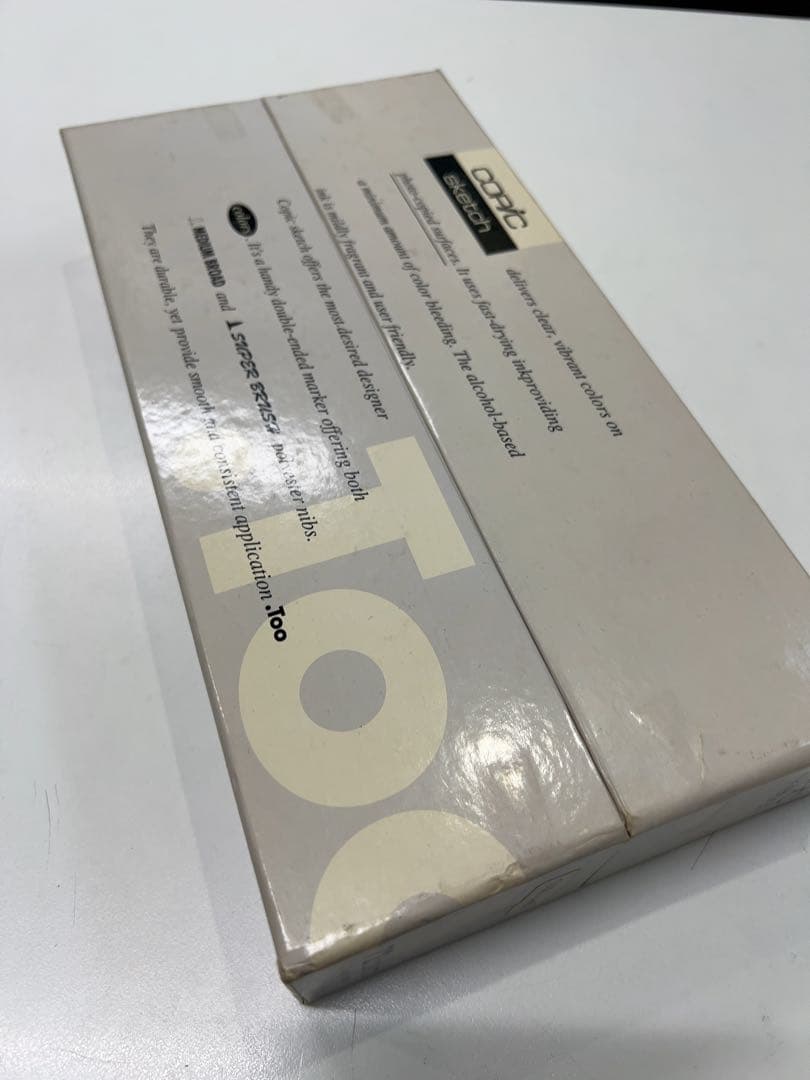 copic
sketch
delivers clear, vibrant colors on
photo-copied surfaces. It uses fast-drying inkproviding
a minimum amount of color bleeding. The alcohol-based
ink is mildly fragrant and user friendly.
Copic sketch offers the most desired designer
color. It's a handy double-ended marker offering both
MEDIUM BROAD and SUPER BRUSH polyester nibs.
They are durable, yet provide smooth and consistent application .Too
Too